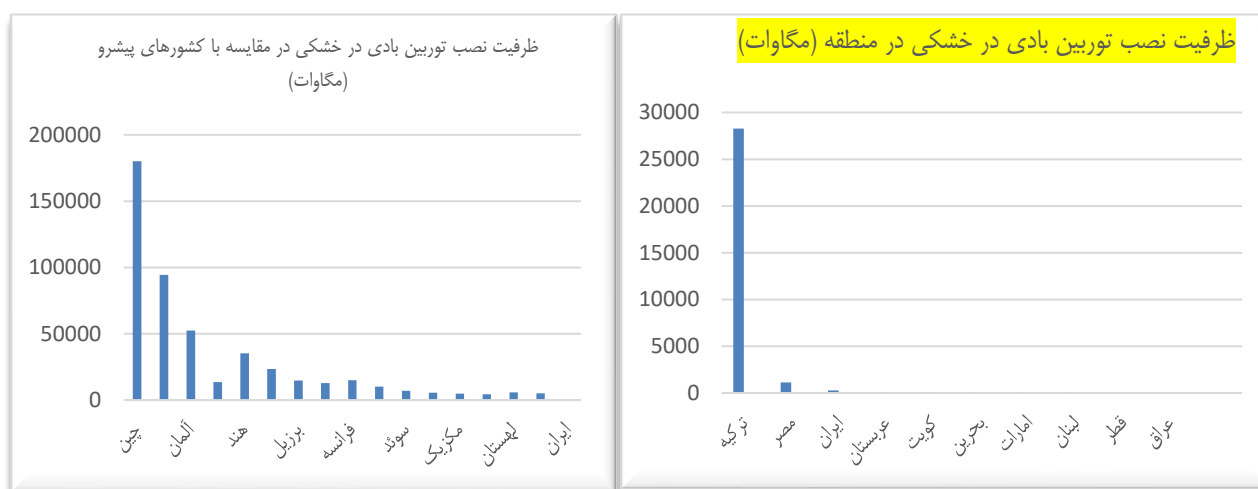 ظرفیت نصب توربین بادی در خشکی در مقایسه با کشورهای پیشرو
(مگاوات)
200000
150000
100000
50000
0
چین
آلمان
هند
برزیل
فرانسه
سوئد
مکزیک
لهستان
ایران
ظرفیت نصب توربین بادی در خشکی در منطقه (مگاوات)
30000
25000
20000
15000
10000
5000
0
ترکیه
مصر
ایران
عربستان
کویت
بحرین
امارات
لبنان
قطر
عراق